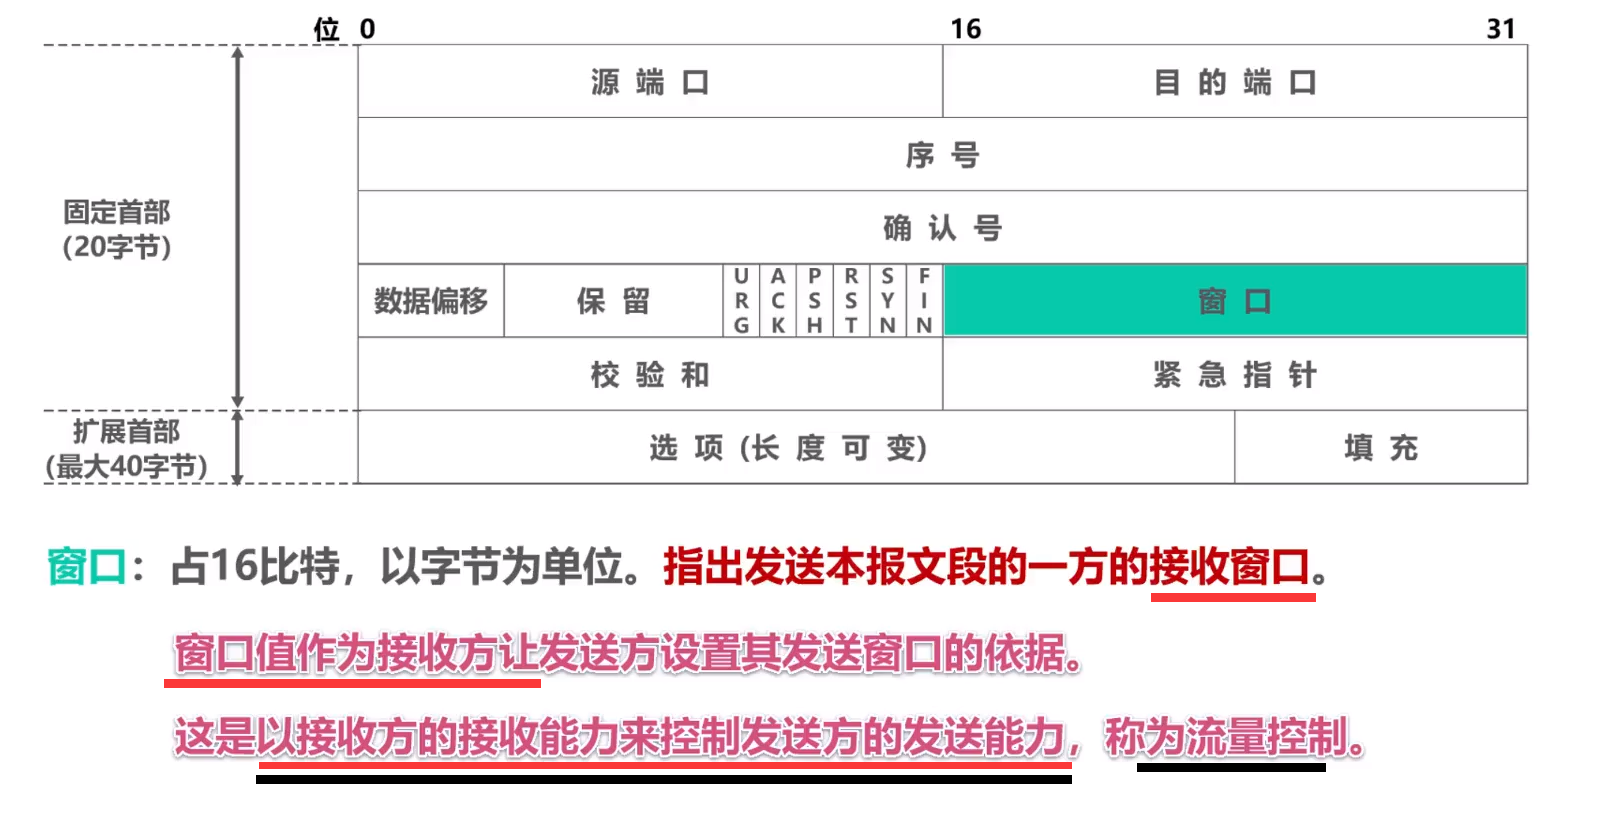 位 0 16 31
源端口 目的端口
序号
确认号
固定首部
(20字节)
数据偏移 保留 URG ACK PSH RST SYN FIN 窗口
校验和 紧急指针
扩展首部
(最大40字节)
选项(长度可变) 填充
窗口：占16比特，以字节为单位。指出发送本报文段的一方的接收窗口。
窗口值作为接收方让发送方设置其发送窗口的依据。
这是以接收方的接收能力来控制发送方的发送能力，称为流量控制。